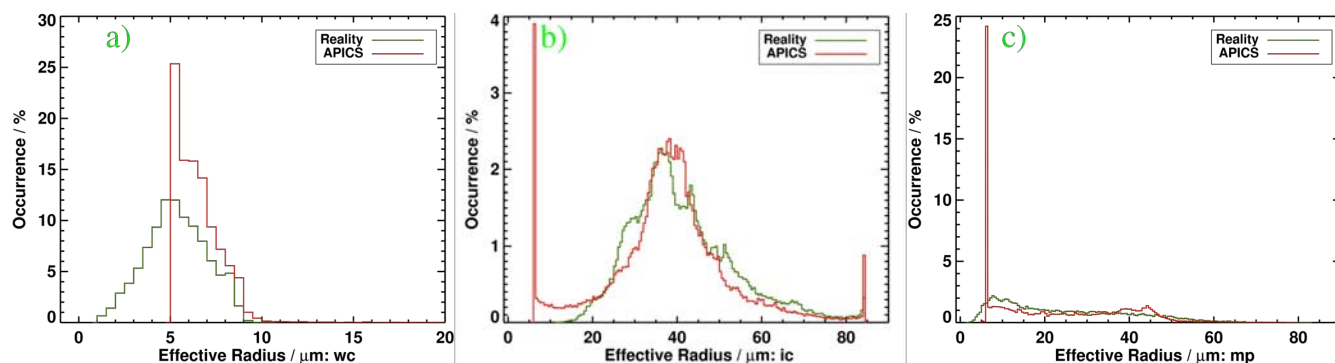 a)
Reality
APICS
Occurrence / %
30
25
20
15
10
5
0
0 5 10 15 20
Effective Radius / μm: wc
b)
Reality
APICS
Occurrence / %
4
3
2
1
0
0 20 40 60 80
Effective Radius / μm: ic
c)
Reality
APICS
Occurrence / %
25
20
15
10
5
0
0 20 40 60 80
Effective Radius / μm: mp